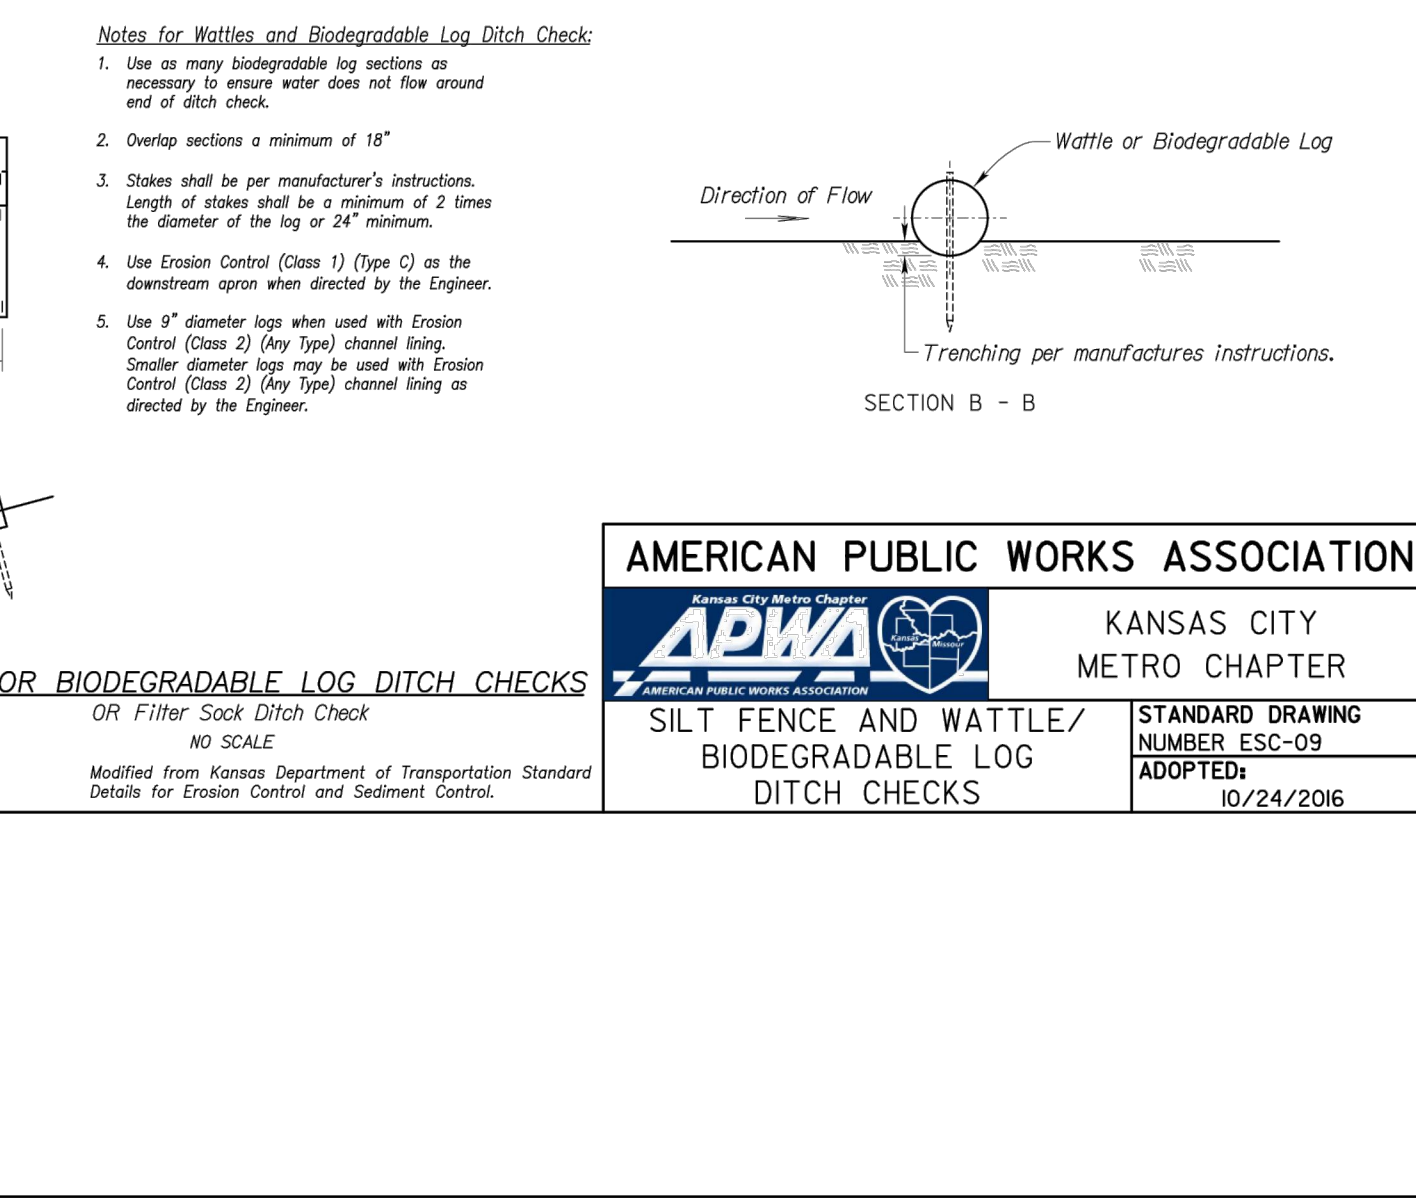 Notes for Wattles and Biodegradable Log Ditch Check:
1. Use as many biodegradable log sections as
necessary to ensure water does not flow around
end of ditch check.
2. Overlap sections a minimum of 18"
3. Stakes shall be per manufacturer's instructions.
Length of stakes shall be a minimum of 2 times
the diameter of the log or 24" minimum.
4. Use Erosion Control (Class 1) (Type C) as the
downstream apron when directed by the Engineer.
5. Use 9" diameter logs when used with Erosion
Control (Class 2) (Any Type) channel lining.
Smaller diameter logs may be used with Erosion
Control (Class 2) (Any Type) channel lining as
directed by the Engineer.
Wattle or Biodegradable Log
Direction of Flow
Trenching per manufactures instructions.
SECTION B - B
OR BIODEGRADABLE LOG DITCH CHECKS
OR Filter Sock Ditch Check
NO SCALE
Modified from Kansas Department of Transportation Standard
Details for Erosion Control and Sediment Control.
AMERICAN PUBLIC WORKS ASSOCIATION
Kansas City Metro Chapter
APWA
Kansas Missouri
AMERICAN PUBLIC WORKS ASSOCIATION
KANSAS CITY
METRO CHAPTER
SILT FENCE AND WATTLE/
BIODEGRADABLE LOG
DITCH CHECKS
STANDARD DRAWING
NUMBER ESC-09
ADOPTED:
10/24/2016